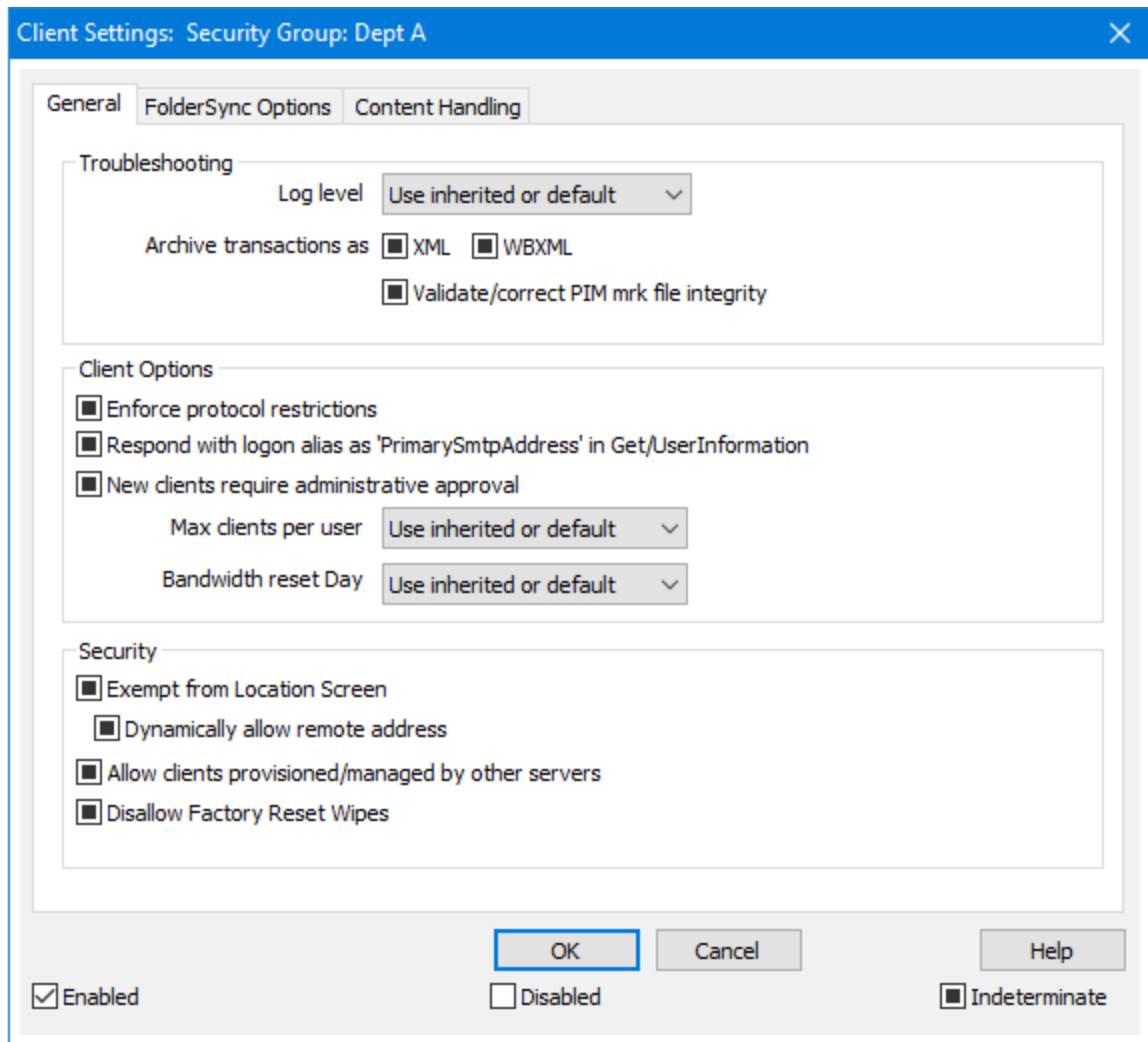 Client Settings: Security Group: Dept A
General FolderSync Options Content Handling
Troubleshooting
Log level Use inherited or default
Archive transactions as XML WBXML
Validate/correct PIM mrk file integrity
Client Options
Enforce protocol restrictions
Respond with logon alias as 'PrimarySmtpAddress' in Get/UserInformation
New clients require administrative approval
Max clients per user Use inherited or default
Bandwidth reset Day Use inherited or default
Security
Exempt from Location Screen
Dynamically allow remote address
Allow clients provisioned/managed by other servers
Disallow Factory Reset Wipes
OK Cancel Help
Enabled Disabled Indeterminate